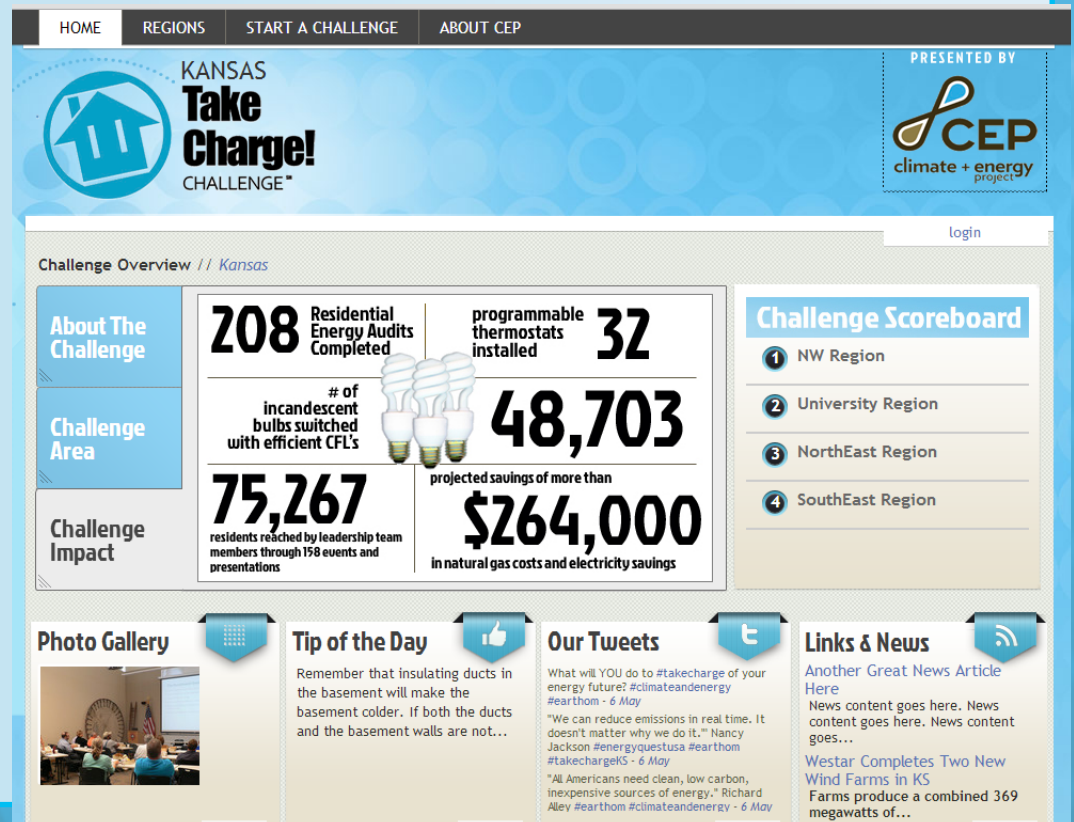 HOME REGIONS START A CHALLENGE ABOUT CEP
KANSAS
Take
Charge!
CHALLENGE℠
PRESENTED BY
CEP
climate + energy
project
login
Challenge Overview // Kansas
About The
Challenge
Challenge
Area
Challenge
Impact
208
Residential
Energy Audits
Completed
programmable
thermostats
installed
32
# of
incandescent
bulbs switched
with efficient CFL's
48,703
75,267
residents reached by leadership team
members through 158 events and
presentations
projected savings of more than
$264,000
in natural gas costs and electricity savings
Challenge Scoreboard
1 NW Region
2 University Region
3 NorthEast Region
4 SouthEast Region
Photo Gallery
Tip of the Day
Remember that insulating ducts in
the basement will make the
basement colder. If both the ducts
and the basement walls are not...
Our Tweets
What will YOU do to #takecharge of your
energy future? #climateandenergy
#earthom - 6 May
"We can reduce emissions in real time. It
doesn't matter why we do it."' Nancy
Jackson #energyquestusa #earthom
#takechargeKS - 6 May
"All Americans need clean, low carbon,
inexpensive sources of energy." Richard
Alley #earthom #climateandenergy - 6 May
Links & News
Another Great News Article
Here
News content goes here. News
content goes here. News content
goes...
Westar Completes Two New
Wind Farms in KS
Farms produce a combined 369
megawatts of...